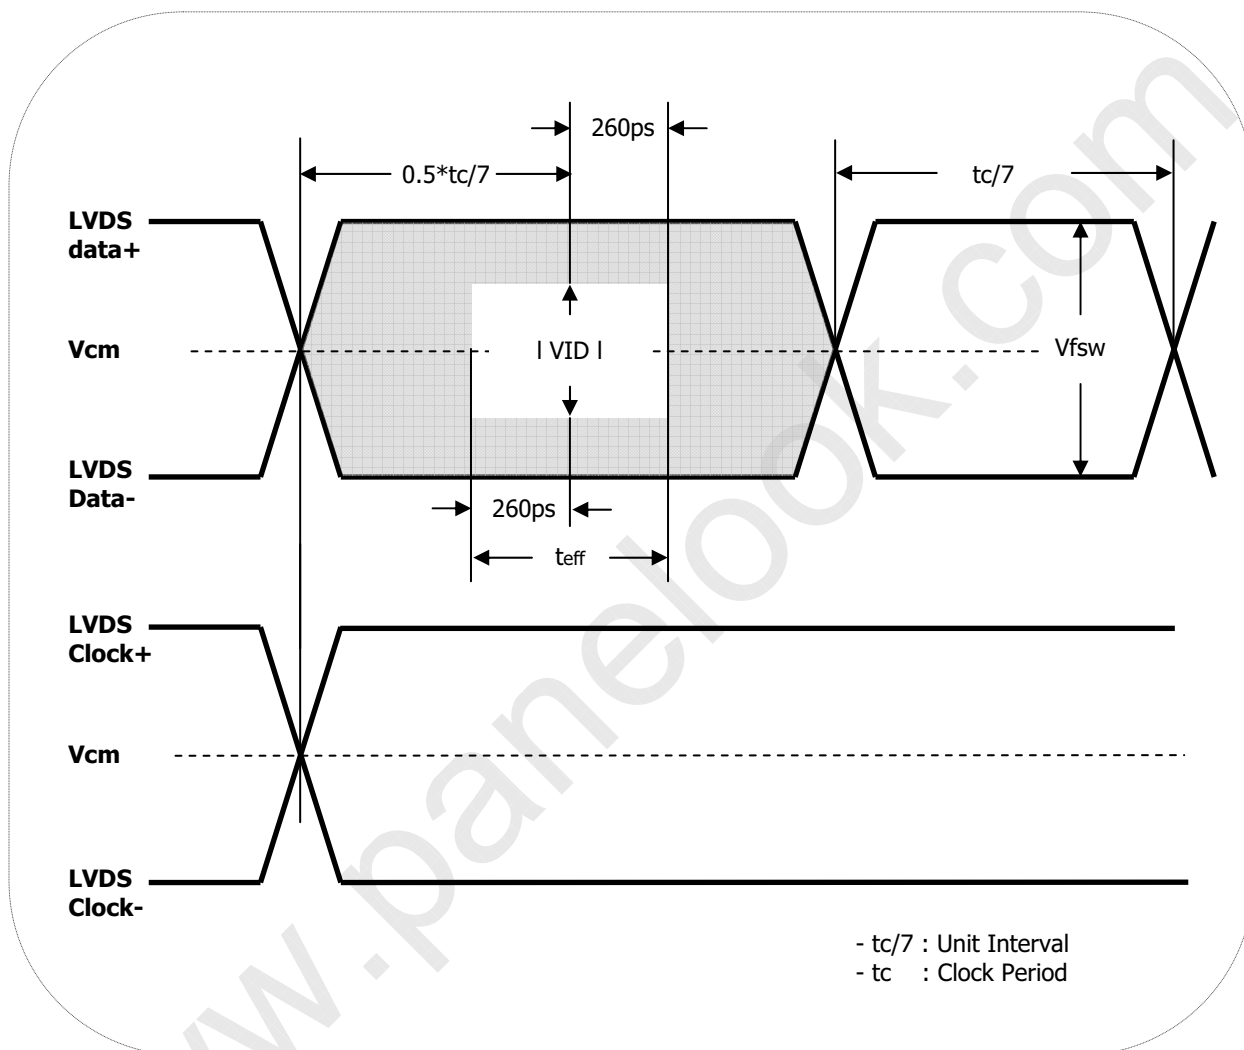 260ps
0.5*tc/7
tc/7
LVDS
data+
Vcm
l VID l
Vfsw
LVDS
Data-
260ps
teff
LVDS
Clock+
Vcm
LVDS
Clock-
- tc/7 : Unit Interval
- tc : Clock Period
w.panelook.com